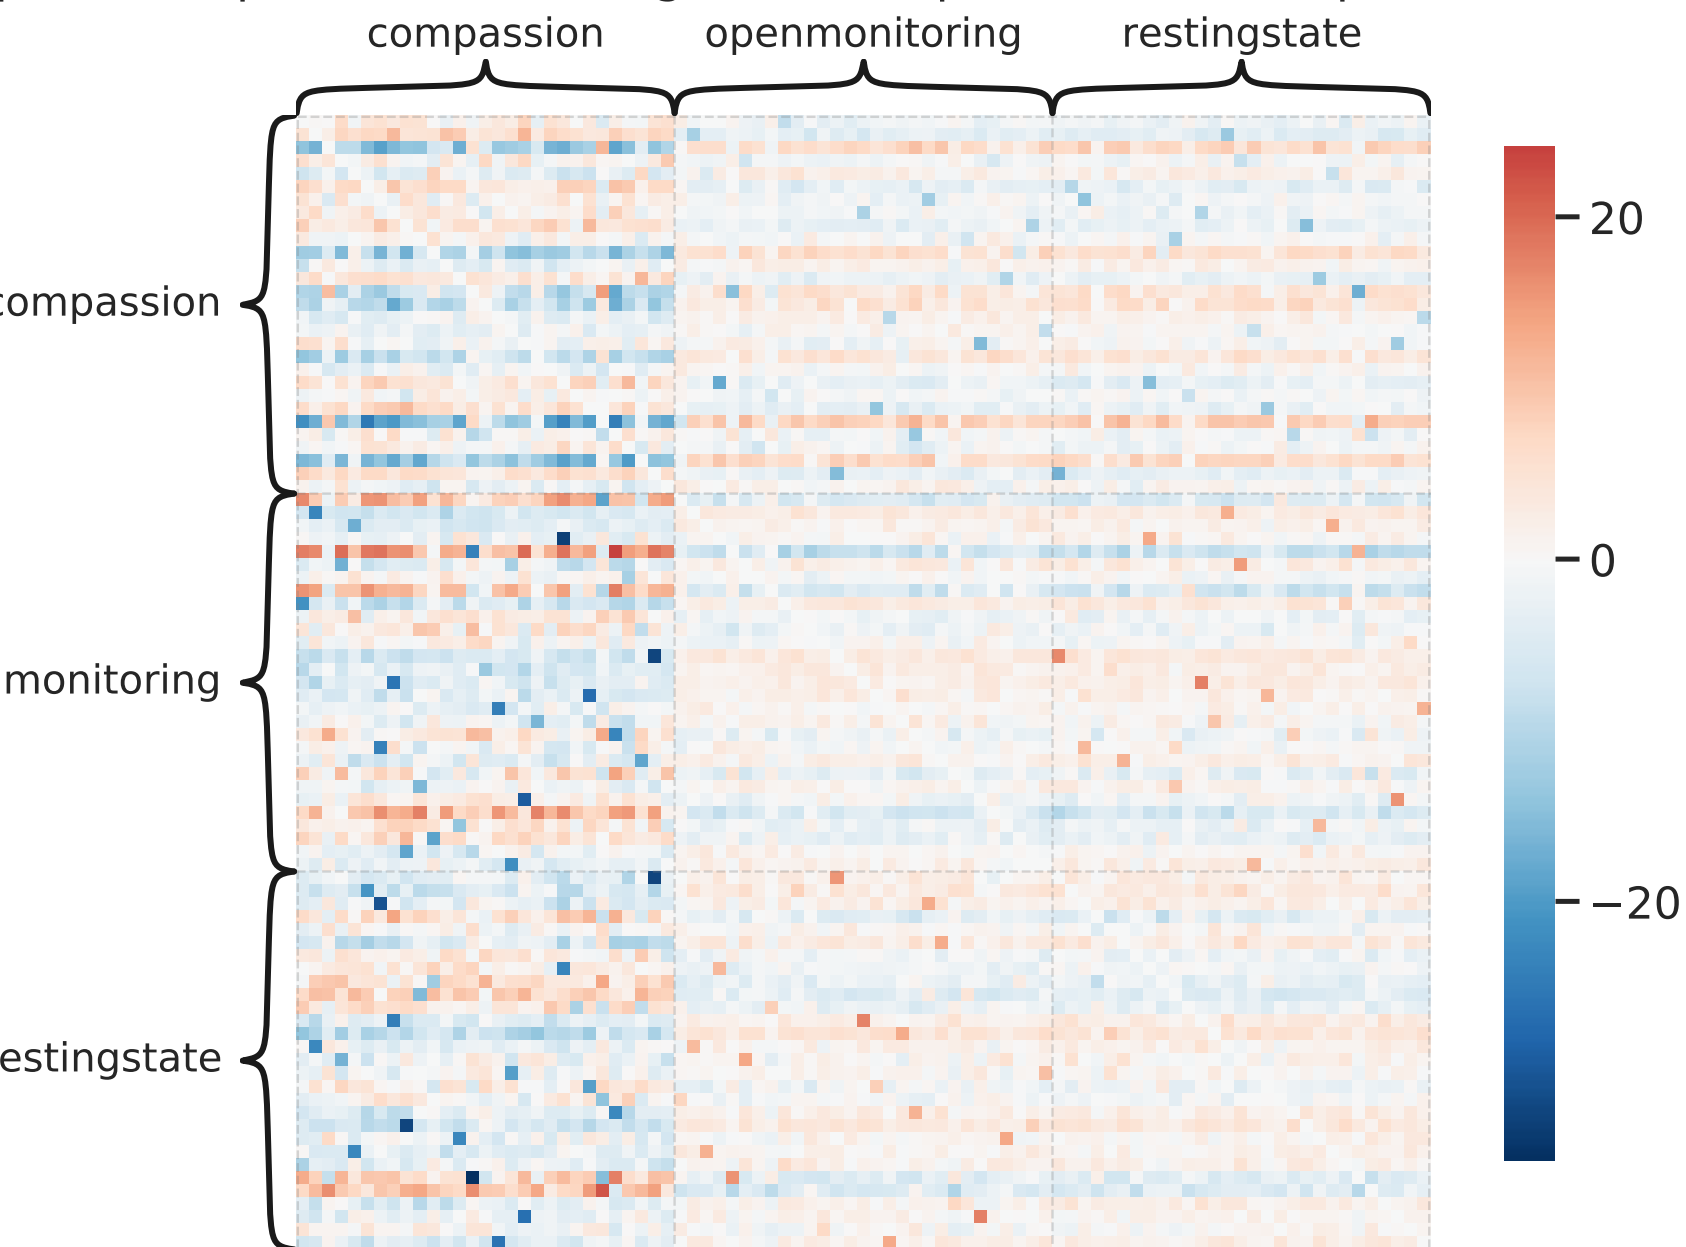 compassion openmonitoring restingstate
compassion
monitoring
estingstate
20
0
−20